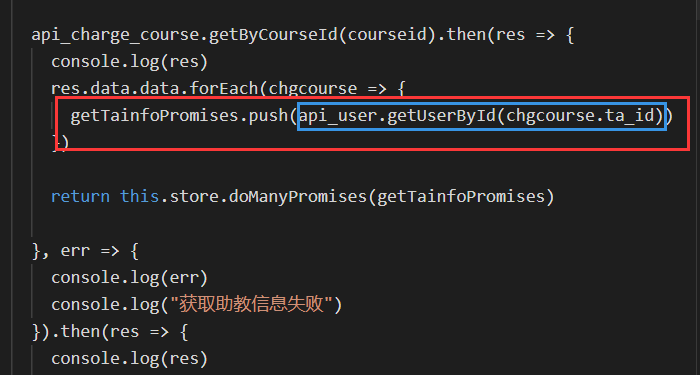 api_charge_course.getByCourseId(courseid).then(res => {
console.log(res)
res.data.data.forEach(chgcourse => {
getTainfoPromises.push(api_user.getUserById(chgcourse.ta_id))
})
return this.store.doManyPromises(getTainfoPromises)
}, err => {
console.log(err)
console.log("获取助教信息失败")
}).then(res => {
console.log(res)